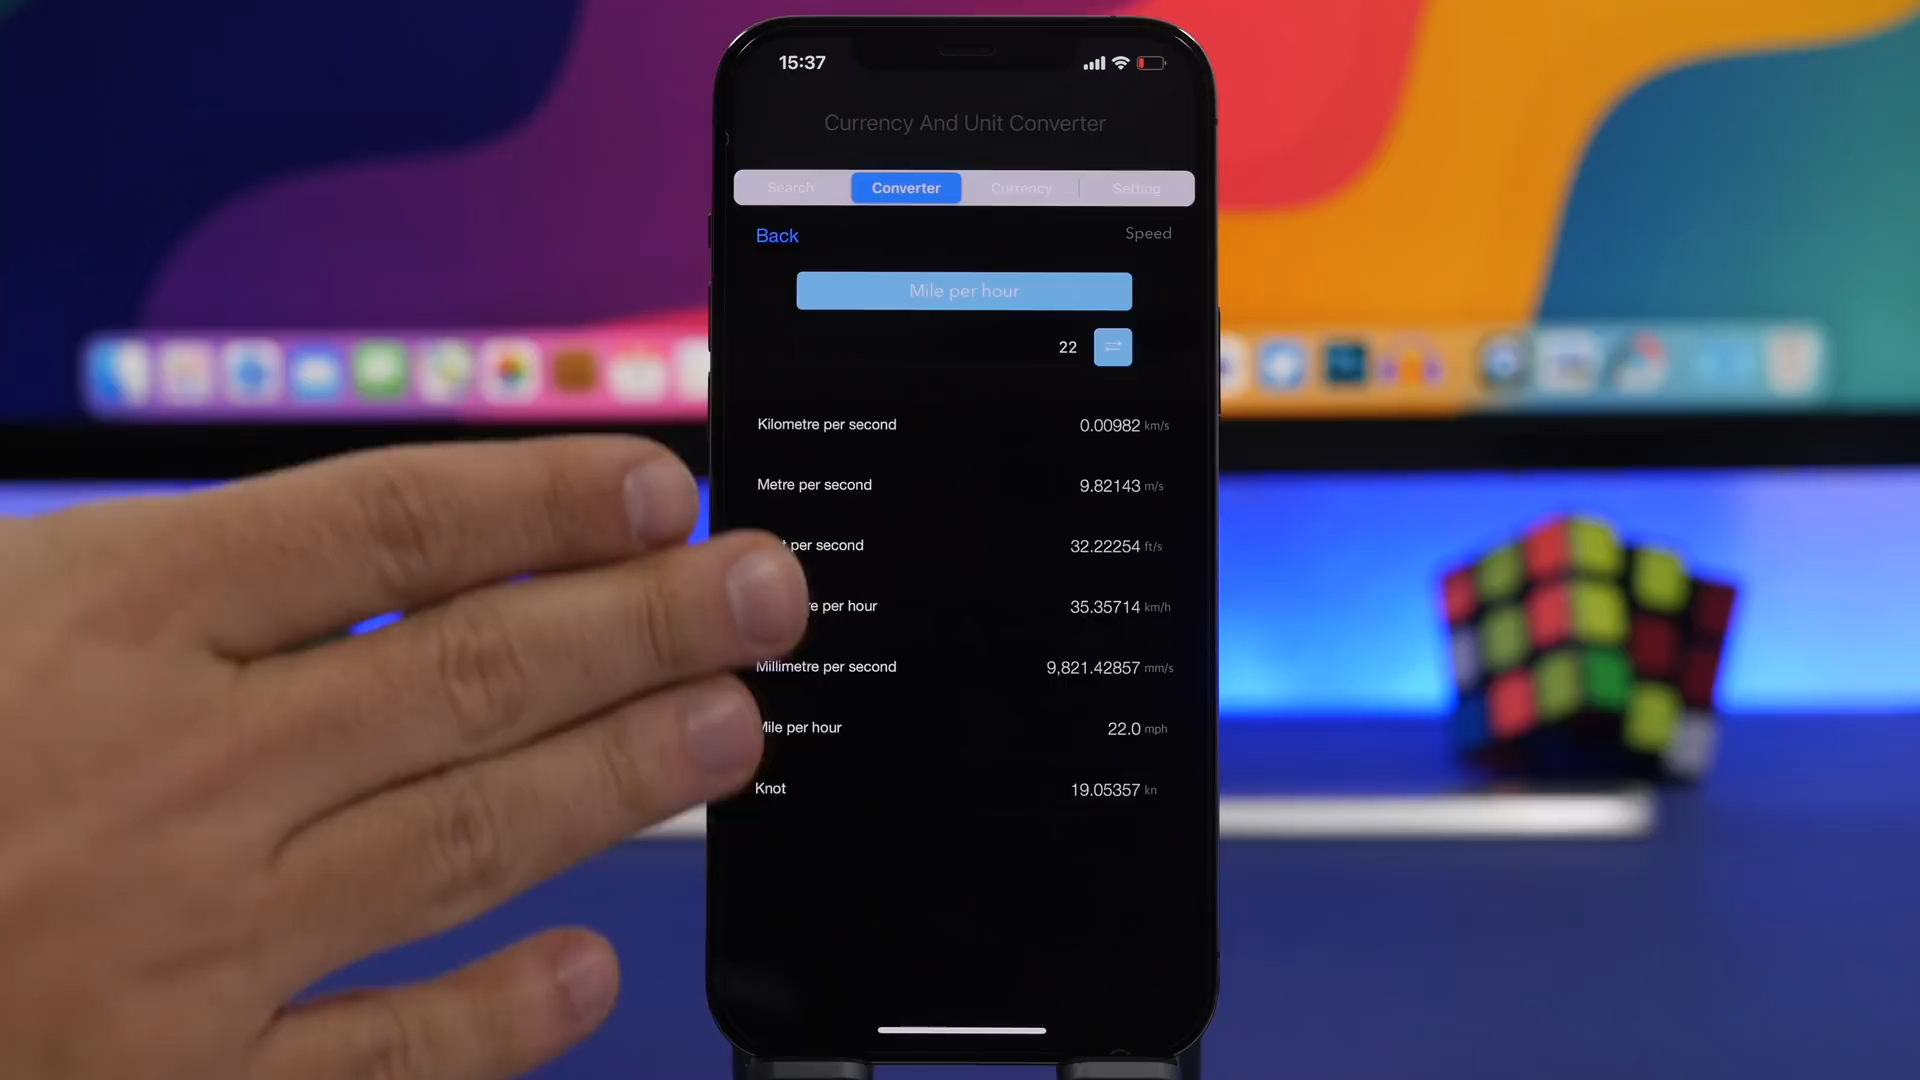 15:37
Currency And Unit Converter
Search Converter Currency Setting
Back Speed
Mile per hour
22
Kilometre per second 0.00982 km/s
Metre per second 9.82143 m/s
per second 32.22254 ft/s
per hour 35.35714 km/h
Millimetre per second 9,821.42857 mm/s
Mile per hour 22.0 mph
Knot 19.05357 kn